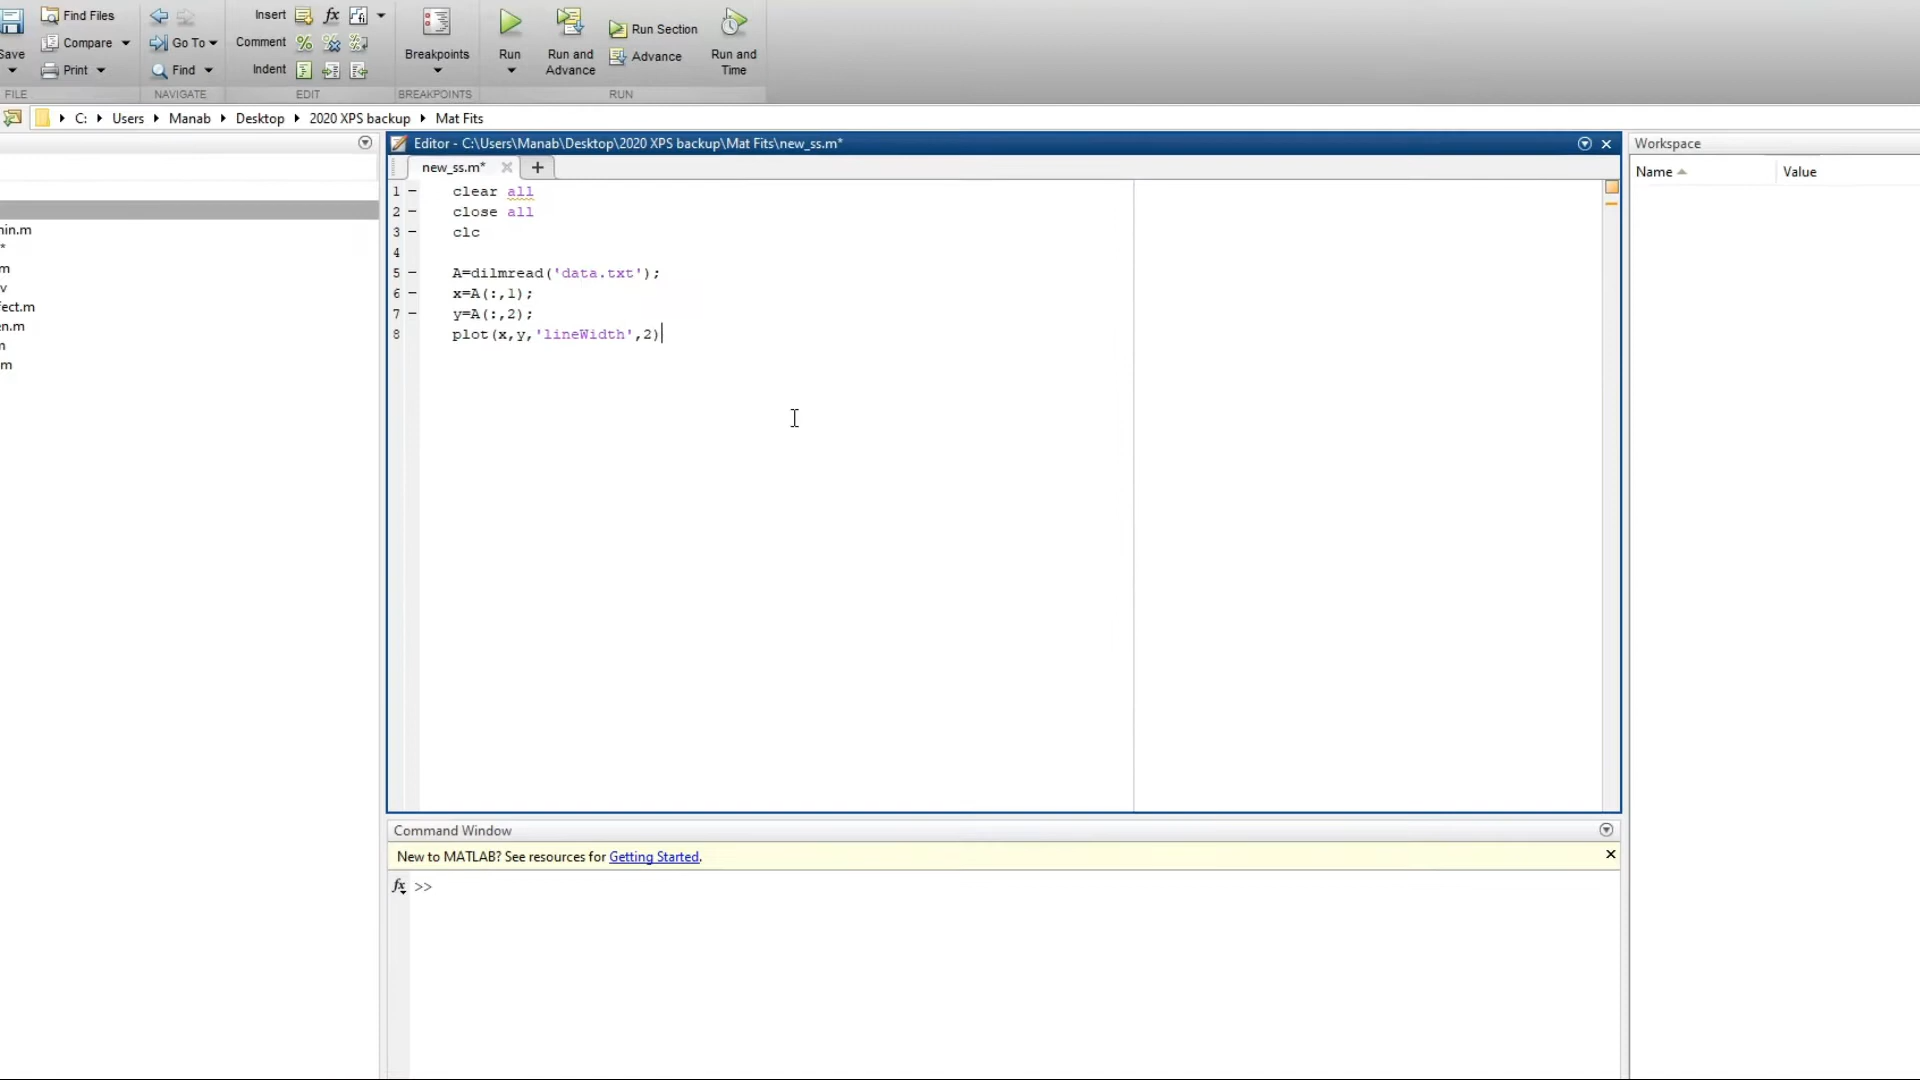 Find Files
Insert
Save
Compare
Go To
Comment
Breakpoints
Run
Run and Advance
Run Section
Advance
Run and Time
Print
Find
Indent
FILE
NAVIGATE
EDIT
BREAKPOINTS
RUN
C: Users Manab Desktop 2020 XPS backup Mat Fits
Editor - C:\Users\Manab\Desktop\2020 XPS backup\Mat Fits\new_ss.m*
new_ss.m*
1 clear all
2 close all
3 clc
4
5 A=dilmread('data.txt');
6 x=A(:,1);
7 y=A(:,2);
8 plot(x,y,'lineWidth',2)
Workspace
Name Value
Command Window
New to MATLAB? See resources for Getting Started.
fx >>